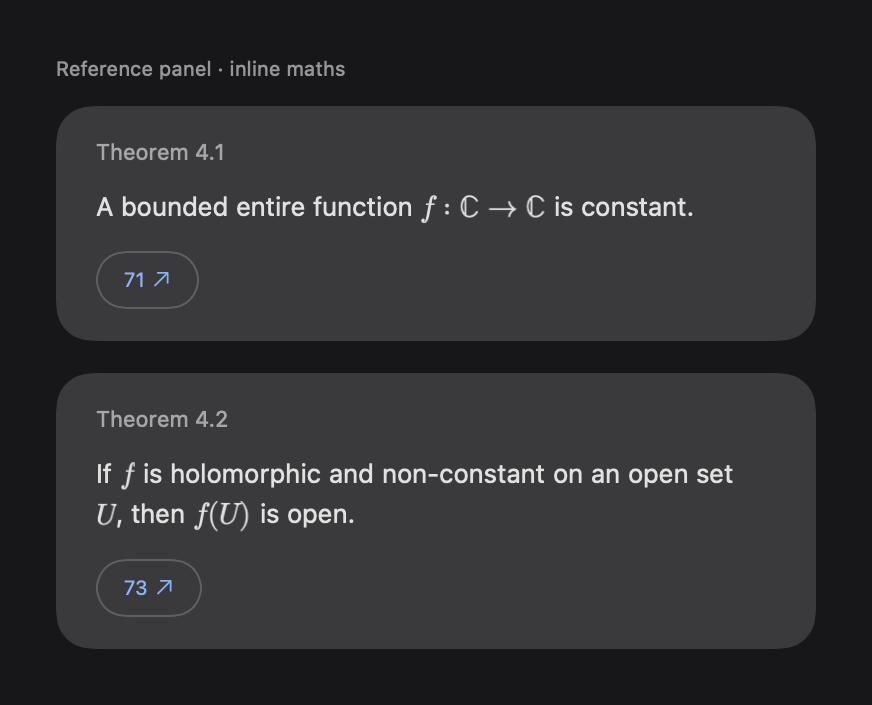 Reference panel · inline maths
Theorem 4.1
A bounded entire function f : ℂ → ℂ is constant.
71 ↗
Theorem 4.2
If f is holomorphic and non-constant on an open set
U, then f(U) is open.
73 ↗